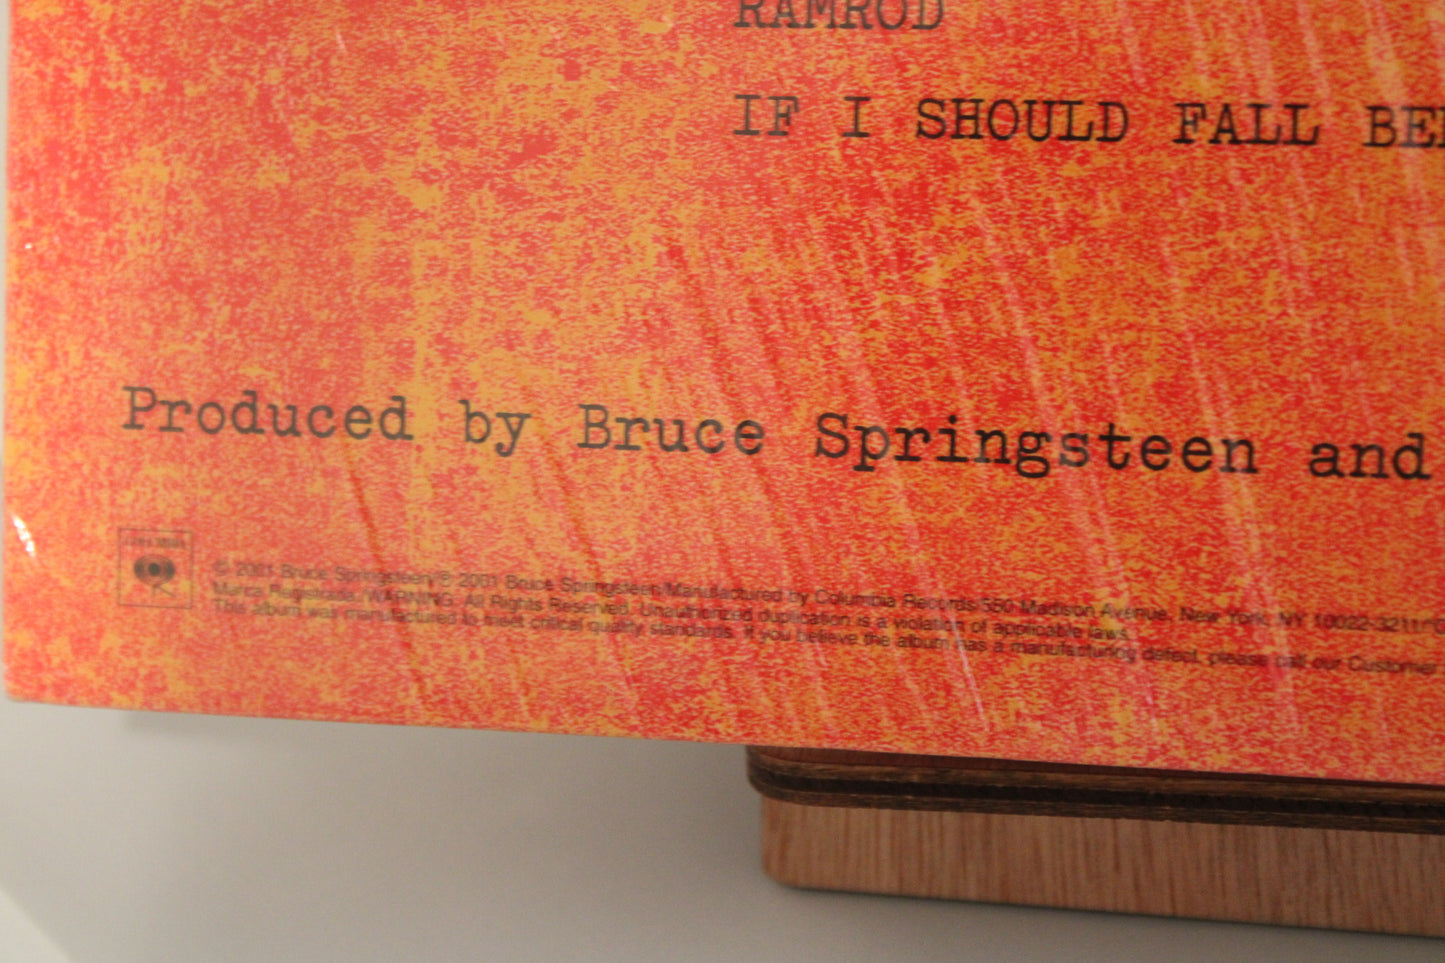 RAMROD
IF I SHOULD FALL BE
Produced by Bruce Springsteen and
© 2001 Bruce Springsteen/℗ 2001 Bruce Springsteen/Manufactured by Columbia Records/550 Madison Avenue, New York, NY 10022-3211/
Marca Registrada./WARNING: All Rights Reserved. Unauthorized duplication is a violation of applicable laws.
This album was manufactured to meet critical quality standards. If you believe the album has a manufacturing defect, please call our Customer